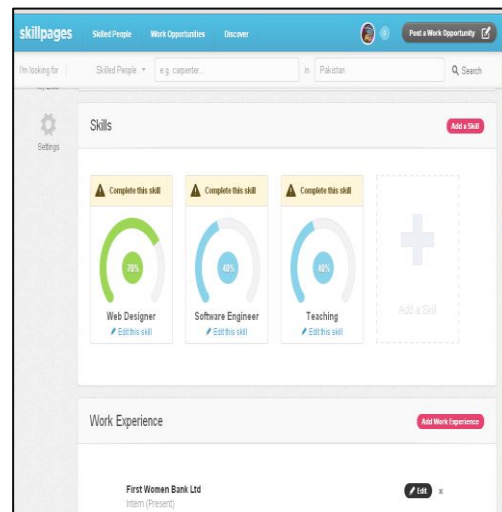 skillpages Skilled People Work Opportunities Discover 0 Post a Work Opportunity
I'm looking for Skilled People e.g. carpenter... in Pakistan Search
Settings
Skills Add a Skill
Complete this skill Complete this skill Complete this skill
70% 40% 40%
Web Designer Software Engineer Teaching Add a Skill
Edit this skill Edit this skill Edit this skill
Work Experience Add Work Experience
First Women Bank Ltd Edit x
Intern (Present)